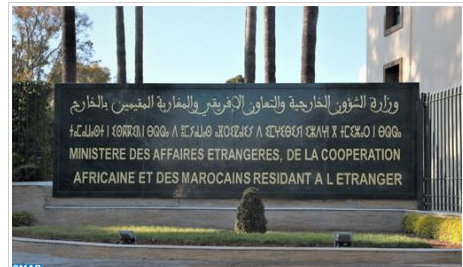 وزارة الشؤون الخارجية والتعاون الإفريقي والمغاربة المقيمين بالخارج
MINISTERE DES AFFAIRES ETRANGERES, DE LA COOPERATION
AFRICAINE ET DES MAROCAINS RESIDANT A L ETRANGER
©MAP